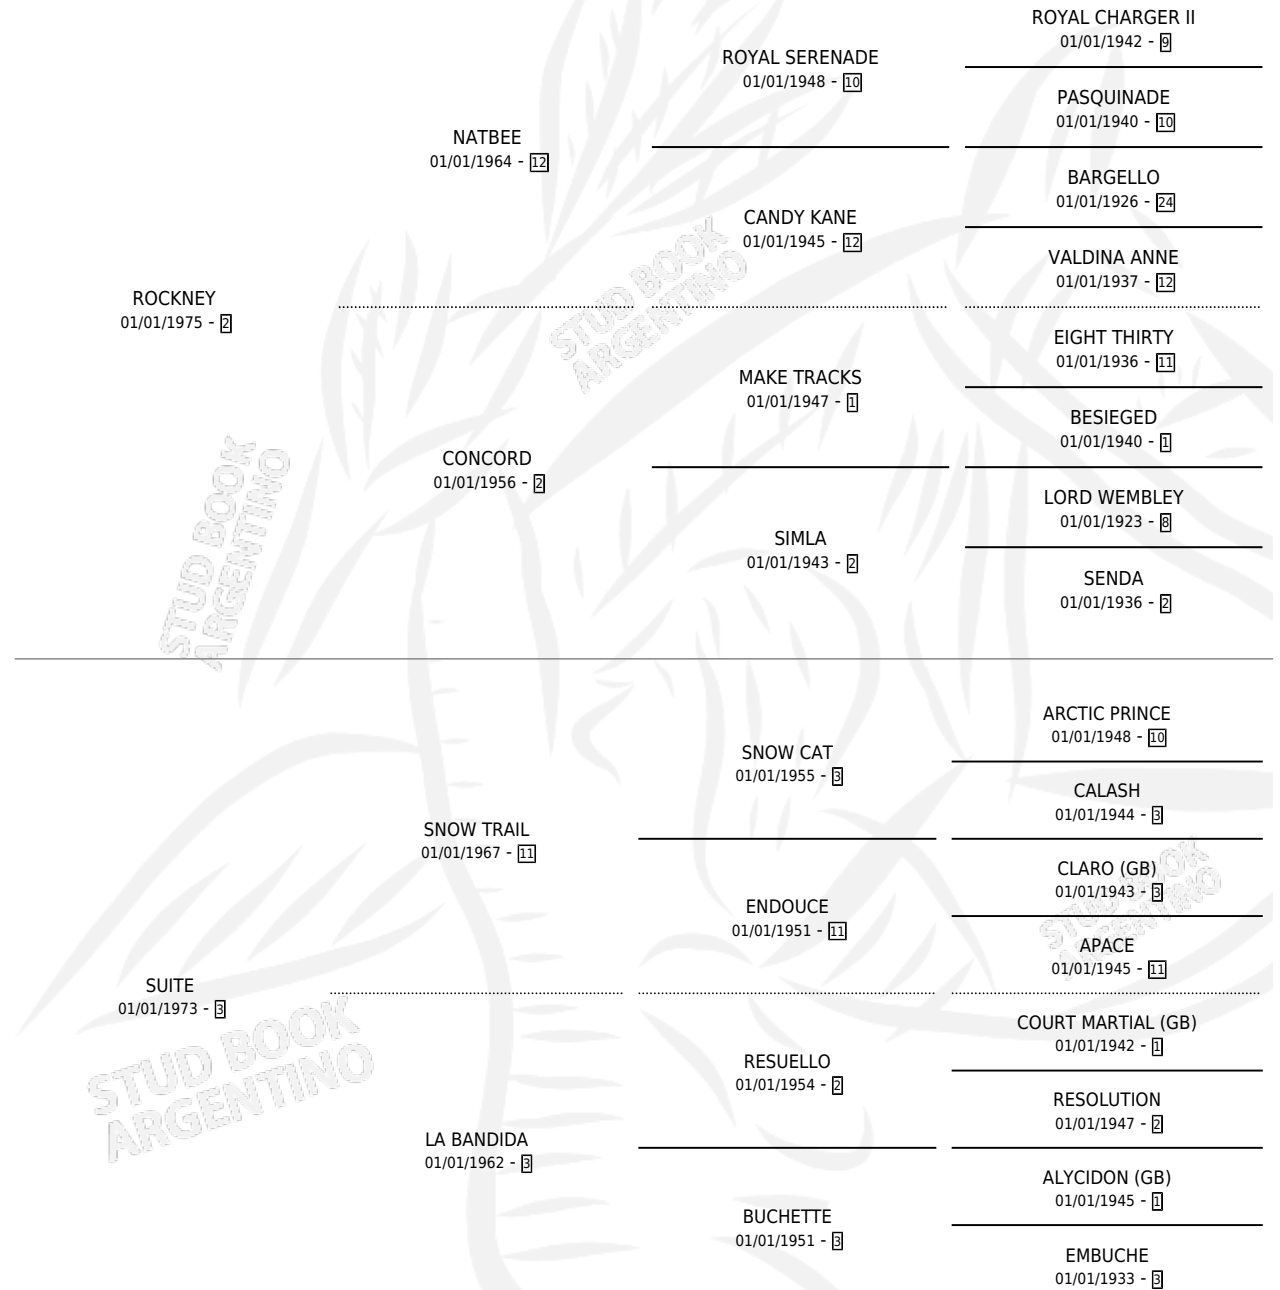 ROYAL CHARGER II
01/01/1942 - 9
ROYAL SERENADE
01/01/1948 - 10
PASQUINADE
01/01/1940 - 10
NATBEE
01/01/1964 - 12
BARGELLO
01/01/1926 - 24
CANDY KANE
01/01/1945 - 12
VALDINA ANNE
01/01/1937 - 12
ROCKNEY
01/01/1975 - 2
EIGHT THIRTY
01/01/1936 - 11
MAKE TRACKS
01/01/1947 - 1
BESIEGED
01/01/1940 - 1
CONCORD
01/01/1956 - 2
LORD WEMBLEY
01/01/1923 - 8
SIMLA
01/01/1943 - 2
SENDA
01/01/1936 - 2
STUD BOOK
ARGENTINO
STUD BOOK
ARGENTINO
ARCTIC PRINCE
01/01/1948 - 10
SNOW CAT
01/01/1955 - 3
CALASH
01/01/1944 - 3
SNOW TRAIL
01/01/1967 - 11
CLARO (GB)
01/01/1943 - 3
ENDOUCE
01/01/1951 - 11
APACE
01/01/1945 - 11
SUITE
01/01/1973 - 3
COURT MARTIAL (GB)
01/01/1942 - 1
RESUELLO
01/01/1954 - 2
RESOLUTION
01/01/1947 - 2
LA BANDIDA
01/01/1962 - 3
ALYCIDON (GB)
01/01/1945 - 1
BUCHETTE
01/01/1951 - 3
EMBUCHE
01/01/1933 - 3
STUD BOOK
ARGENTINO
STUD BOOK
ARGENTINO